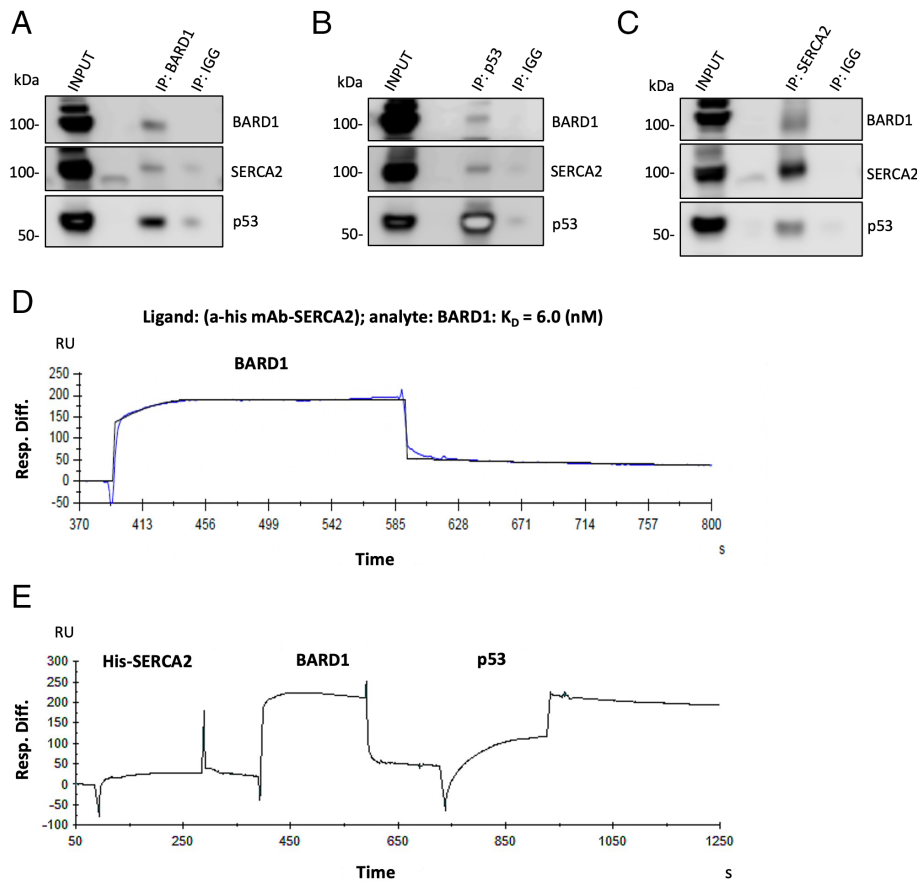 A
INPUT
IP: BARD1
IP: IGG
kDa
100-
BARD1
100-
SERCA2
50-
p53
B
INPUT
IP: p53
IP: IGG
kDa
100-
BARD1
100-
SERCA2
50-
p53
C
INPUT
IP: SERCA2
IP: IGG
kDa
100-
BARD1
100-
SERCA2
50-
p53
D
Ligand: (a-his mAb-SERCA2); analyte: BARD1: KD = 6.0 (nM)
RU
BARD1
Resp. Diff.
250
200
150
100
50
0
-50
370 413 456 499 542 585 628 671 714 757 800
s
Time
E
RU
His-SERCA2 BARD1 p53
Resp. Diff.
300
250
200
150
100
50
0
-50
-100
50 250 450 650 850 1050 1250
Time s